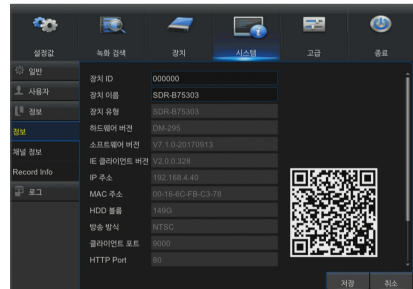 설정값 녹화 검색 장치 시스템 고급 종료
일반
사용자
정보
정보
채널 정보
Record Info
로그
장치 ID 000000
장치 이름 SDR-B75303
장치 유형 SDR-B75303
하드웨어 버전 DM-295
소프트웨어 버전 V7.1.0-20170913
IE 클라이언트 버전 V2.0.0.328
IP 주소 192.168.4.40
MAC 주소 00-16-6C-FB-C3-78
HDD 볼륨 149G
방송 방식 NTSC
클라이언트 포트 9000
HTTP Port 80
저장 취소